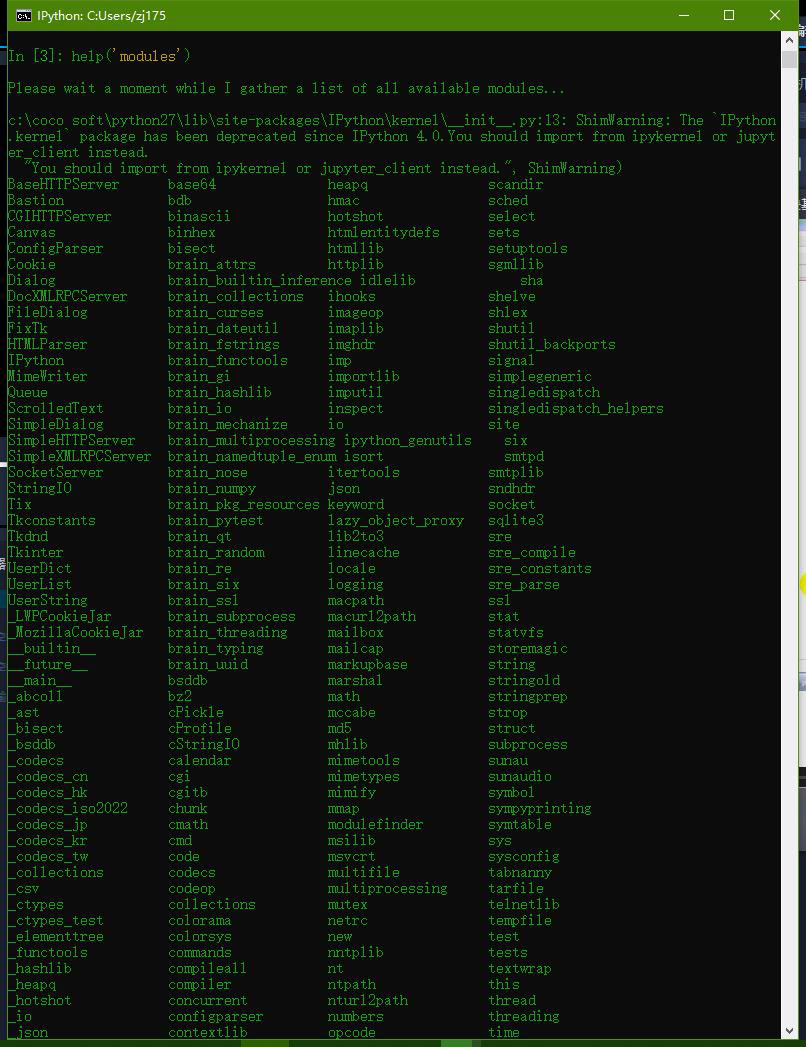 IPython: C:Users/zj175
In [3]: help('modules')
Please wait a moment while I gather a list of all available modules...
c:\coco soft\python27\lib\site-packages\IPython\kernel\__init__.py:13: ShimWarning: The `IPython
.kernel` package has been deprecated since IPython 4.0.You should import from ipykernel or jupyt
er_client instead.
"You should import from ipykernel or jupyter_client instead.", ShimWarning)
BaseHTTPServer base64 heapq scandir
Bastion bdb hmac sched
CGIHTTPServer binascii hotshot select
Canvas binhex htmlentitydefs sets
ConfigParser bisect htmllib setuptools
Cookie brain_attrs httplib sgmllib
Dialog brain_builtin_inference idlelib sha
DocXMLRPCServer brain_collections ihooks shelve
FileDialog brain_curses imageop shlex
FixTk brain_dateutil imaplib shutil
HTMLParser brain_fstrings imghdr shutil_backports
IPython brain_functools imp signal
MimeWriter brain_gi importlib simplegeneric
Queue brain_hashlib imputil singledispatch
ScrolledText brain_io inspect singledispatch_helpers
SimpleDialog brain_mechanize io site
SimpleHTTPServer brain_multiprocessing ipython_genutils six
SimpleXMLRPCServer brain_namedtuple_enum isort smtpd
SocketServer brain_nose itertools smtplib
StringIO brain_numpy json sndhdr
Tix brain_pkg_resources keyword socket
Tkconstants brain_pytest lazy_object_proxy sqlite3
Tkdnd brain_qt lib2to3 sre
Tkinter brain_random linecache sre_compile
UserDict brain_re locale sre_constants
UserList brain_six logging sre_parse
UserString brain_ssl macpath ssl
_LWPCookieJar brain_subprocess macurl2path stat
_MozillaCookieJar brain_threading mailbox statvfs
__builtin__ brain_typing mailcap storemagic
__future__ brain_uuid markupbase string
__main__ bsddb marshal stringold
_abcoll bz2 math stringprep
_ast cPickle mccabe strop
_bisect cProfile md5 struct
_bsddb cStringIO mhlib subprocess
_codecs calendar mimetools sunau
_codecs_cn cgi mimetypes sunaudio
_codecs_hk cgitb mimify symbol
_codecs_iso2022 chunk mmap sympyprinting
_codecs_jp cmath modulefinder symtable
_codecs_kr cmd msilib sys
_codecs_tw code msvcrt sysconfig
_collections codecs multifile tabnanny
_csv codeop multiprocessing tarfile
_ctypes collections mutex telnetlib
_ctypes_test colorama netrc tempfile
_elementtree colorsys new test
_functools commands nntplib tests
_hashlib compileall nt textwrap
_heapq compiler ntpath this
_hotshot concurrent nturl2path thread
_io configparser numbers threading
_json contextlib opcode time